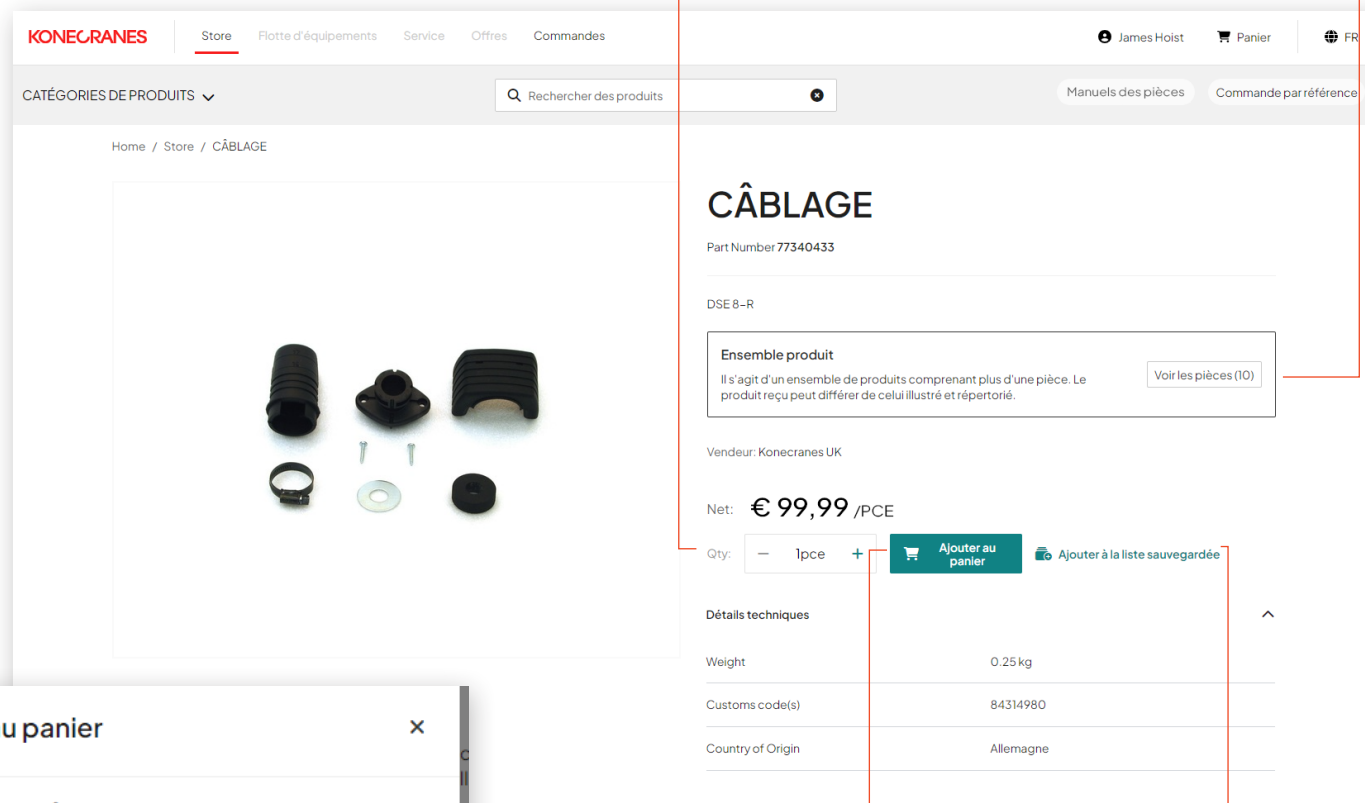 KONECRANES Store Flotte d'équipements Service Offres Commandes James Hoist Panier FR
CATÉGORIES DE PRODUITS Rechercher des produits Manuels des pièces Commande par référence
Home / Store / CÂBLAGE
CÂBLAGE
Part Number 77340433
DSE 8-R
Ensemble produit
Il s'agit d'un ensemble de produits comprenant plus d'une pièce. Le
produit reçu peut différer de celui illustré et répertorié.
Voir les pièces (10)
Vendeur: Konecranes UK
Net: € 99,99 /PCE
Qty: − 1pce +
Ajouter au
panier
Ajouter à la liste sauvegardée
Détails techniques
Weight 0.25 kg
Customs code(s) 84314980
Country of Origin Allemagne
u panier ×